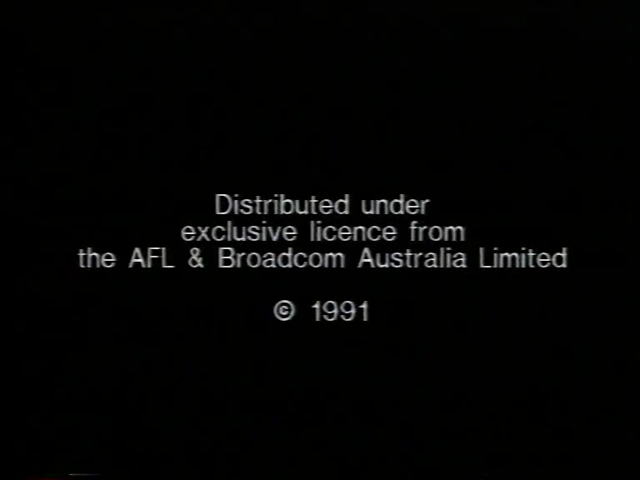 Distributed under
exclusive licence from
the AFL & Broadcom Australia Limited
© 1991